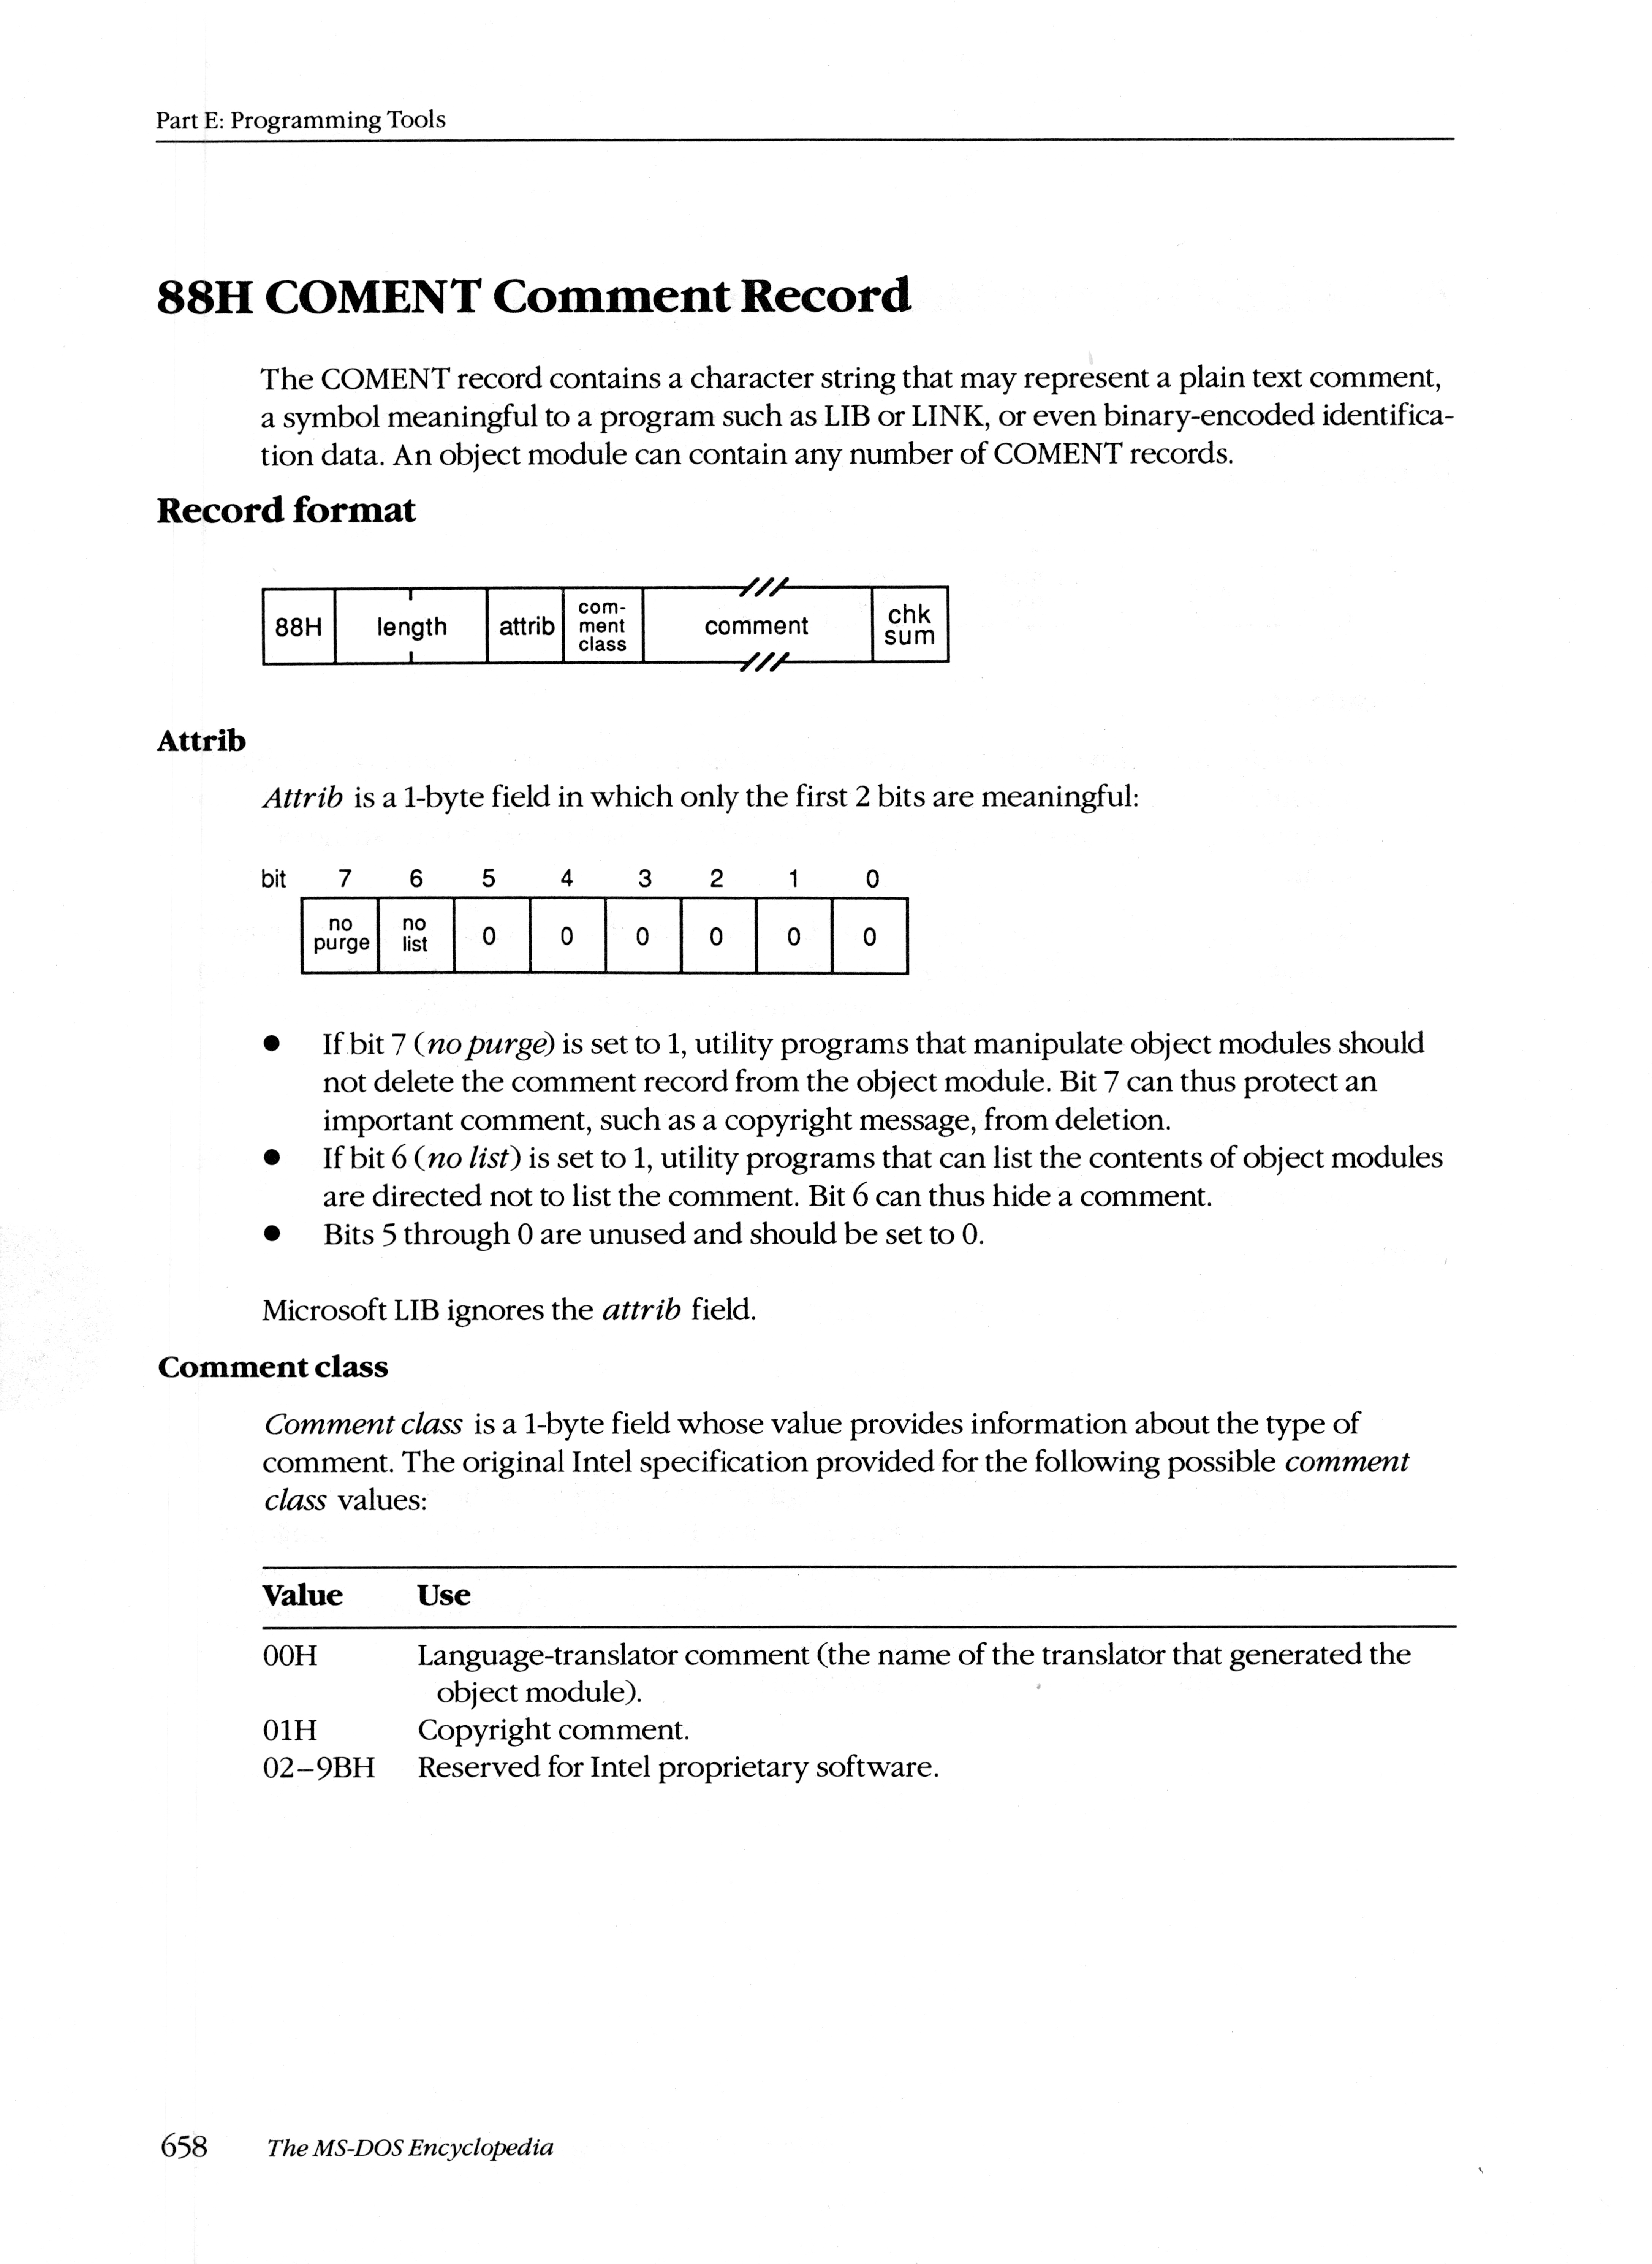 Part E: Programming Tools
88H COMENT Comment Record
The COMENT record contains a character string that may represent a plain text comment,
a symbol meaningful to a program such as LIB or LINK, or even binary-encoded identifica-
tion data. An object module can contain any number of COMENT records.
Record format
88H length attrib com-
ment
class comment chk
sum
Attrib
Attrib is a 1-byte field in which only the first 2 bits are meaningful:
bit 7 6 5 4 3 2 1 0
no
purge no
list 0 0 0 0 0 0
● If bit 7 (no purge) is set to 1, utility programs that manipulate object modules should
not delete the comment record from the object module. Bit 7 can thus protect an
important comment, such as a copyright message, from deletion.
● If bit 6 (no list) is set to 1, utility programs that can list the contents of object modules
are directed not to list the comment. Bit 6 can thus hide a comment.
● Bits 5 through 0 are unused and should be set to 0.
Microsoft LIB ignores the attrib field.
Comment class
Comment class is a 1-byte field whose value provides information about the type of
comment. The original Intel specification provided for the following possible comment
class values:
Value Use
00H Language-translator comment (the name of the translator that generated the
object module).
01H Copyright comment.
02–9BH Reserved for Intel proprietary software.
658 The MS-DOS Encyclopedia